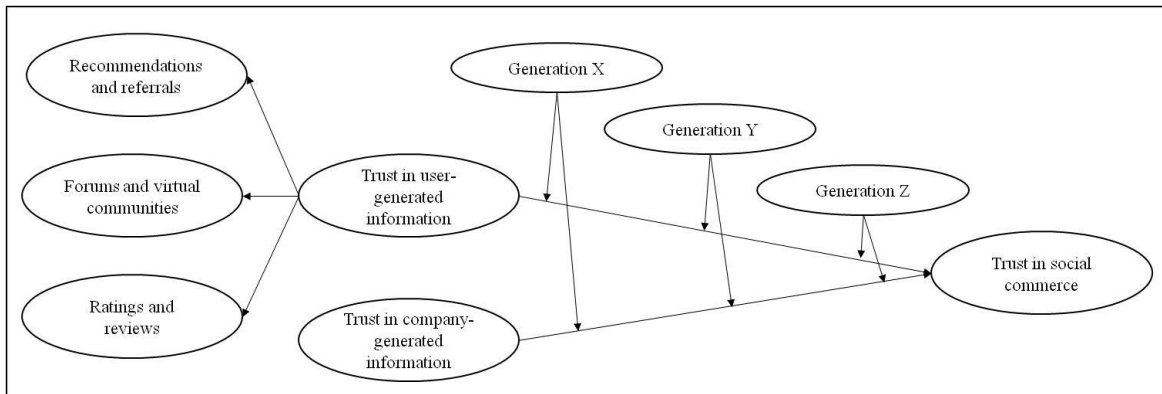 Recommendations
and referrals
Generation X
Generation Y
Forums and virtual
communities
Trust in user-
generated
information
Generation Z
Trust in social
commerce
Ratings and
reviews
Trust in company-
generated
information